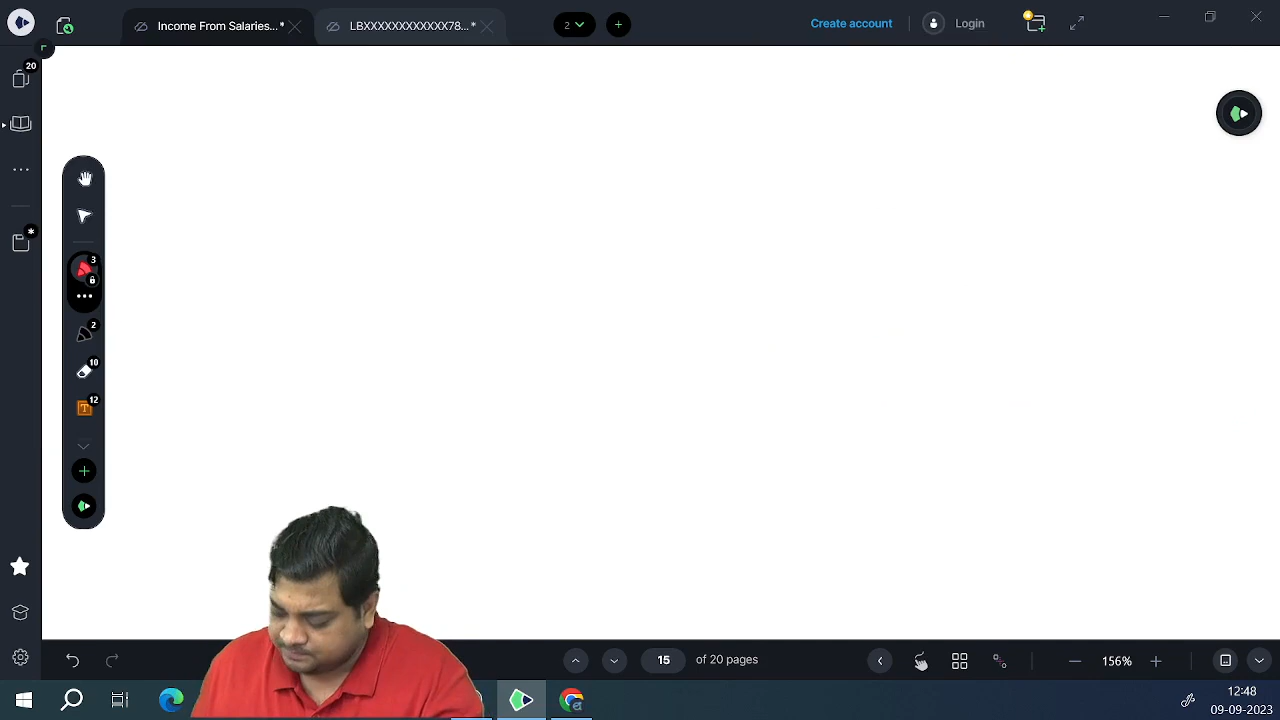 Income From Salaries...*
LBXXXXXXXXXXXX78...*
2
Create account
Login
20
*
3
2
10
12
T
15
of 20 pages
156%
12:48
09-09-2023